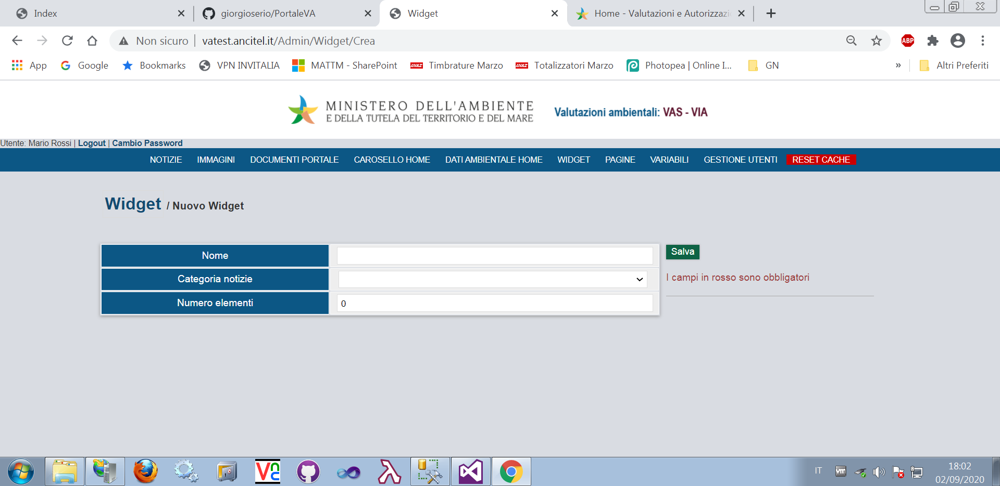 Index
giorgioserio/PortaleVA
Widget
Home - Valutazioni e Autorizzazi
Non sicuro | vatest.ancitel.it/Admin/Widget/Crea
ABP
App
Google
Bookmarks
VPN INVITALIA
MATTM - SharePoint
Timbrature Marzo
Totalizzatori Marzo
Photopea | Online I...
GN
»
Altri Preferiti
MINISTERO DELL'AMBIENTE
E DELLA TUTELA DEL TERRITORIO E DEL MARE
Valutazioni ambientali: VAS - VIA
Utente: Mario Rossi | Logout | Cambio Password
NOTIZIE IMMAGINI DOCUMENTI PORTALE CAROSELLO HOME DATI AMBIENTALE HOME WIDGET PAGINE VARIABILI GESTIONE UTENTI RESET CACHE
Widget / Nuovo Widget
Nome
Salva
Categoria notizie
I campi in rosso sono obbligatori
Numero elementi
0
IT
18:02
02/09/2020